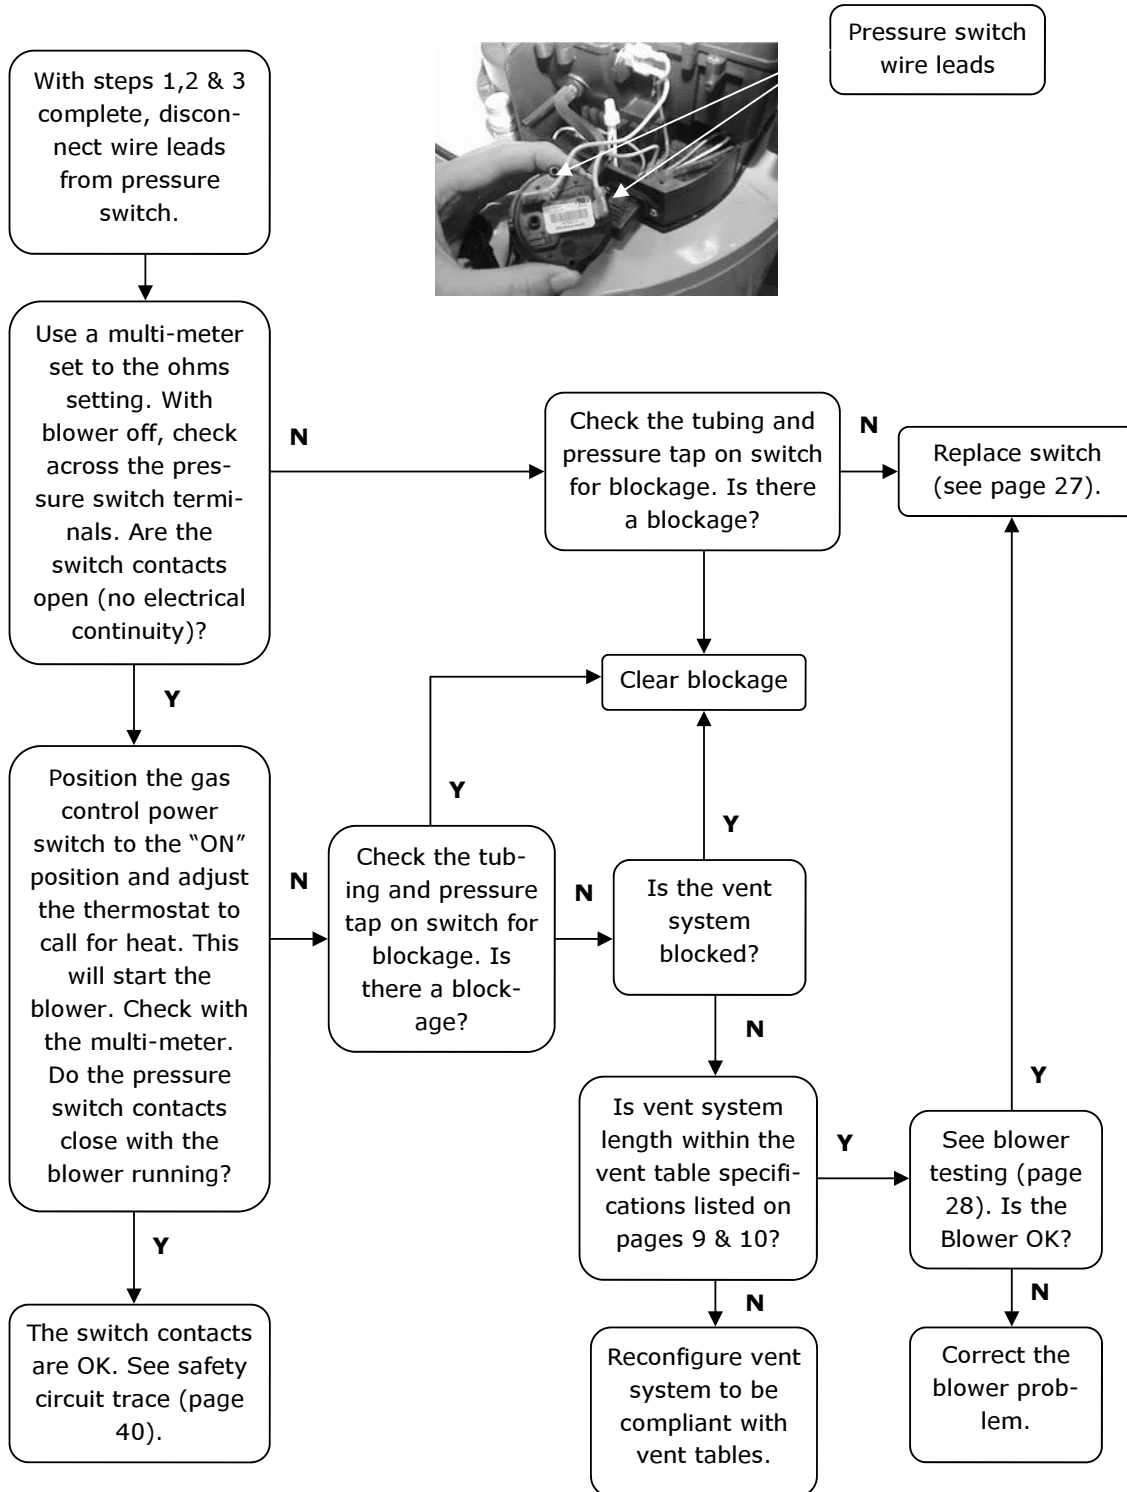 Pressure switch
wire leads
With steps 1,2 & 3
complete, discon-
nect wire leads
from pressure
switch.
Use a multi-meter
set to the ohms
setting. With
blower off, check
across the pres-
sure switch termi-
nals. Are the
switch contacts
open (no electrical
continuity)?
N
Check the tubing and
pressure tap on switch
for blockage. Is there
a blockage?
N
Replace switch
(see page 27).
Clear blockage
Y
Position the gas
control power
switch to the “ON”
position and adjust
the thermostat to
call for heat. This
will start the
blower. Check with
the multi-meter.
Do the pressure
switch contacts
close with the
blower running?
N
Y
Check the tub-
ing and pressure
tap on switch for
blockage. Is
there a block-
age?
N
Y
Is the vent
system
blocked?
N
Is vent system
length within the
vent table specifi-
cations listed on
pages 9 & 10?
Y
Y
See blower
testing (page
28). Is the
Blower OK?
Y
The switch contacts
are OK. See safety
circuit trace (page
40).
N
Reconfigure vent
system to be
compliant with
vent tables.
N
Correct the
blower prob-
lem.